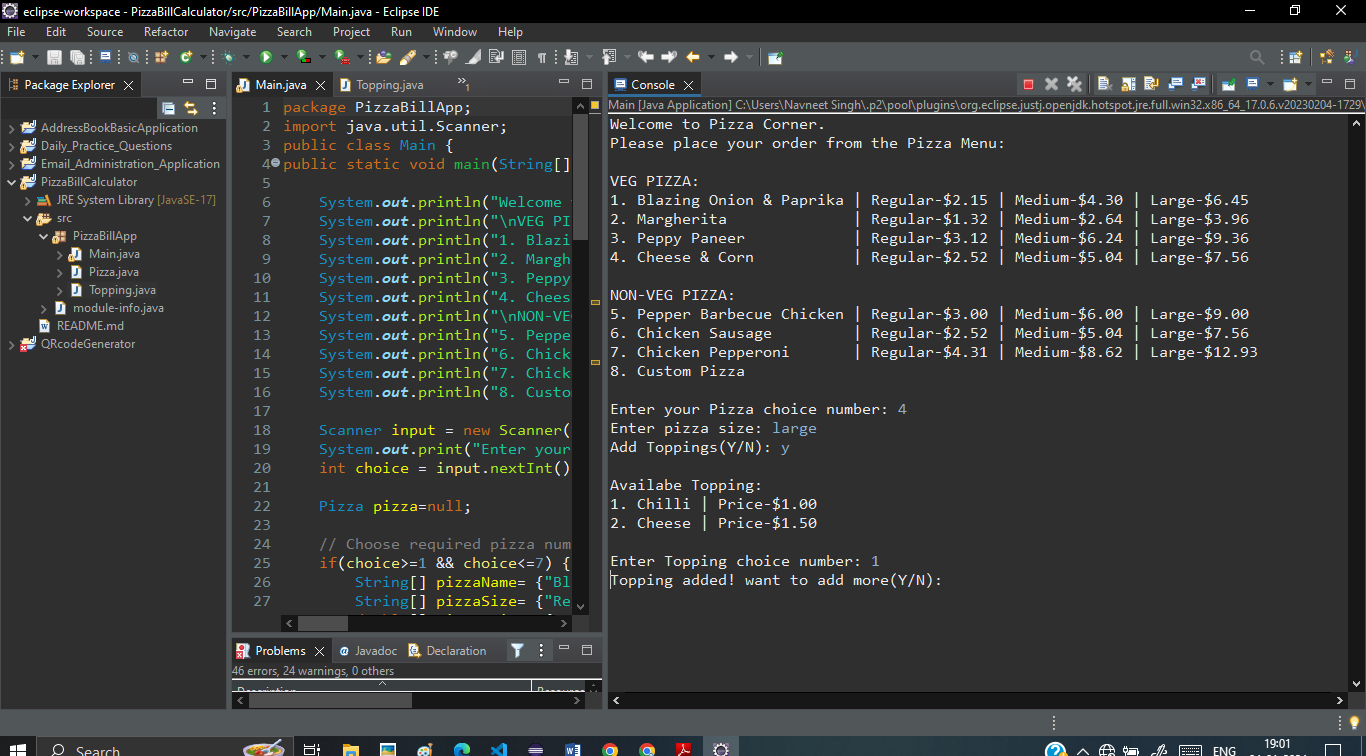 eclipse-workspace - PizzaBillCalculator/src/PizzaBillApp/Main.java - Eclipse IDE
File Edit Source Refactor Navigate Search Project Run Window Help
Package Explorer
AddressBookBasicApplication
Daily_Practice_Questions
Email_Administration_Application
PizzaBillCalculator
JRE System Library [JavaSE-17]
src
PizzaBillApp
Main.java
Pizza.java
Topping.java
module-info.java
README.md
QRcodeGenerator
Main.java Topping.java »1
1 package PizzaBillApp;
2 import java.util.Scanner;
3 public class Main {
4 public static void main(String[]
5
6 System.out.println("Welcome
7 System.out.println("\nVEG PI
8 System.out.println("1. Blazi
9 System.out.println("2. Margh
10 System.out.println("3. Peppy
11 System.out.println("4. Chees
12 System.out.println("\nNON-VE
13 System.out.println("5. Peppe
14 System.out.println("6. Chick
15 System.out.println("7. Chick
16 System.out.println("8. Custo
17
18 Scanner input = new Scanner(
19 System.out.print("Enter your
20 int choice = input.nextInt()
21
22 Pizza pizza=null;
23
24 // Choose required pizza num
25 if(choice>=1 && choice<=7) {
26 String[] pizzaName= {"Bl
27 String[] pizzaSize= {"Re
Problems Javadoc Declaration
46 errors, 24 warnings, 0 others
Console
Main [Java Application] C:\Users\Navneet Singh\.p2\pool\plugins\org.eclipse.justj.openjdk.hotspot.jre.full.win32.x86_64_17.0.6.v20230204-1729\
Welcome to Pizza Corner.
Please place your order from the Pizza Menu:
VEG PIZZA:
1. Blazing Onion & Paprika | Regular-$2.15 | Medium-$4.30 | Large-$6.45
2. Margherita | Regular-$1.32 | Medium-$2.64 | Large-$3.96
3. Peppy Paneer | Regular-$3.12 | Medium-$6.24 | Large-$9.36
4. Cheese & Corn | Regular-$2.52 | Medium-$5.04 | Large-$7.56
NON-VEG PIZZA:
5. Pepper Barbecue Chicken | Regular-$3.00 | Medium-$6.00 | Large-$9.00
6. Chicken Sausage | Regular-$2.52 | Medium-$5.04 | Large-$7.56
7. Chicken Pepperoni | Regular-$4.31 | Medium-$8.62 | Large-$12.93
8. Custom Pizza
Enter your Pizza choice number: 4
Enter pizza size: large
Add Toppings(Y/N): y
Availabe Topping:
1. Chilli | Price-$1.00
2. Cheese | Price-$1.50
Enter Topping choice number: 1
Topping added! want to add more(Y/N):
Search
ENG
19:01